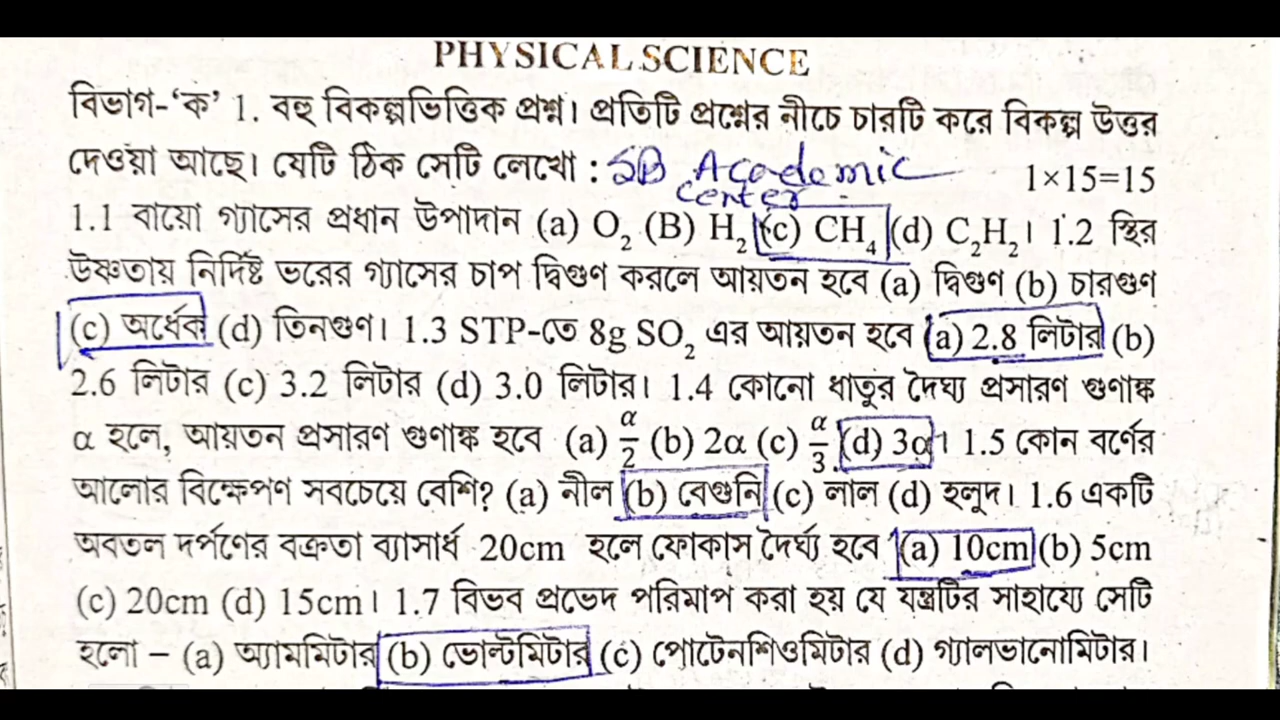 PHYSICAL SCIENCE
বিভাগ-‘ক’ 1. বহু বিকল্পভিত্তিক প্রশ্ন। প্রতিটি প্রশ্নের নীচে চারটি করে বিকল্প উত্তর
দেওয়া আছে। যেটি ঠিক সেটি লেখো : SB Academic
center
1×15=15
1.1 বায়ো গ্যাসের প্রধান উপাদান (a) O₂ (B) H₂ (c) CH₄ (d) C₂H₂। 1.2 স্থির
উষ্ণতায় নির্দিষ্ট ভরের গ্যাসের চাপ দ্বিগুণ করলে আয়তন হবে (a) দ্বিগুণ (b) চারগুণ
(c) অর্ধেক (d) তিনগুণ। 1.3 STP-তে 8g SO₂ এর আয়তন হবে (a) 2.8 লিটার (b)
2.6 লিটার (c) 3.2 লিটার (d) 3.0 লিটার। 1.4 কোনো ধাতুর দৈঘ্য প্রসারণ গুণাঙ্ক
α হলে, আয়তন প্রসারণ গুণাঙ্ক হবে (a) α/2 (b) 2α (c) α/3 (d) 3α। 1.5 কোন বর্ণের
আলোর বিক্ষেপণ সবচেয়ে বেশি? (a) নীল (b) বেগুনি (c) লাল (d) হলুদ। 1.6 একটি
অবতল দর্পণের বক্রতা ব্যাসার্ধ 20cm হলে ফোকাস দৈর্ঘ্য হবে (a) 10cm (b) 5cm
(c) 20cm (d) 15cm। 1.7 বিভব প্রভেদ পরিমাপ করা হয় যে যন্ত্রটির সাহায্যে সেটি
হলো – (a) অ্যামমিটার (b) ভোল্টমিটার (c) পোটেনশিওমিটার (d) গ্যালভানোমিটার।